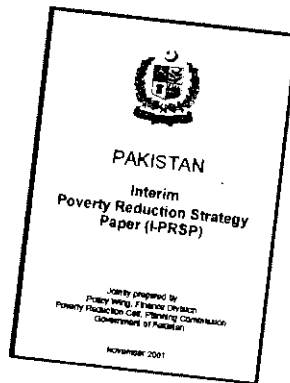 PAKISTAN
Interim
Poverty Reduction Strategy
Paper (I-PRSP)
Jointly prepared by
Policy Wing, Finance Division
Poverty Reduction Cell, Planning Commission
Government of Pakistan
November 2001